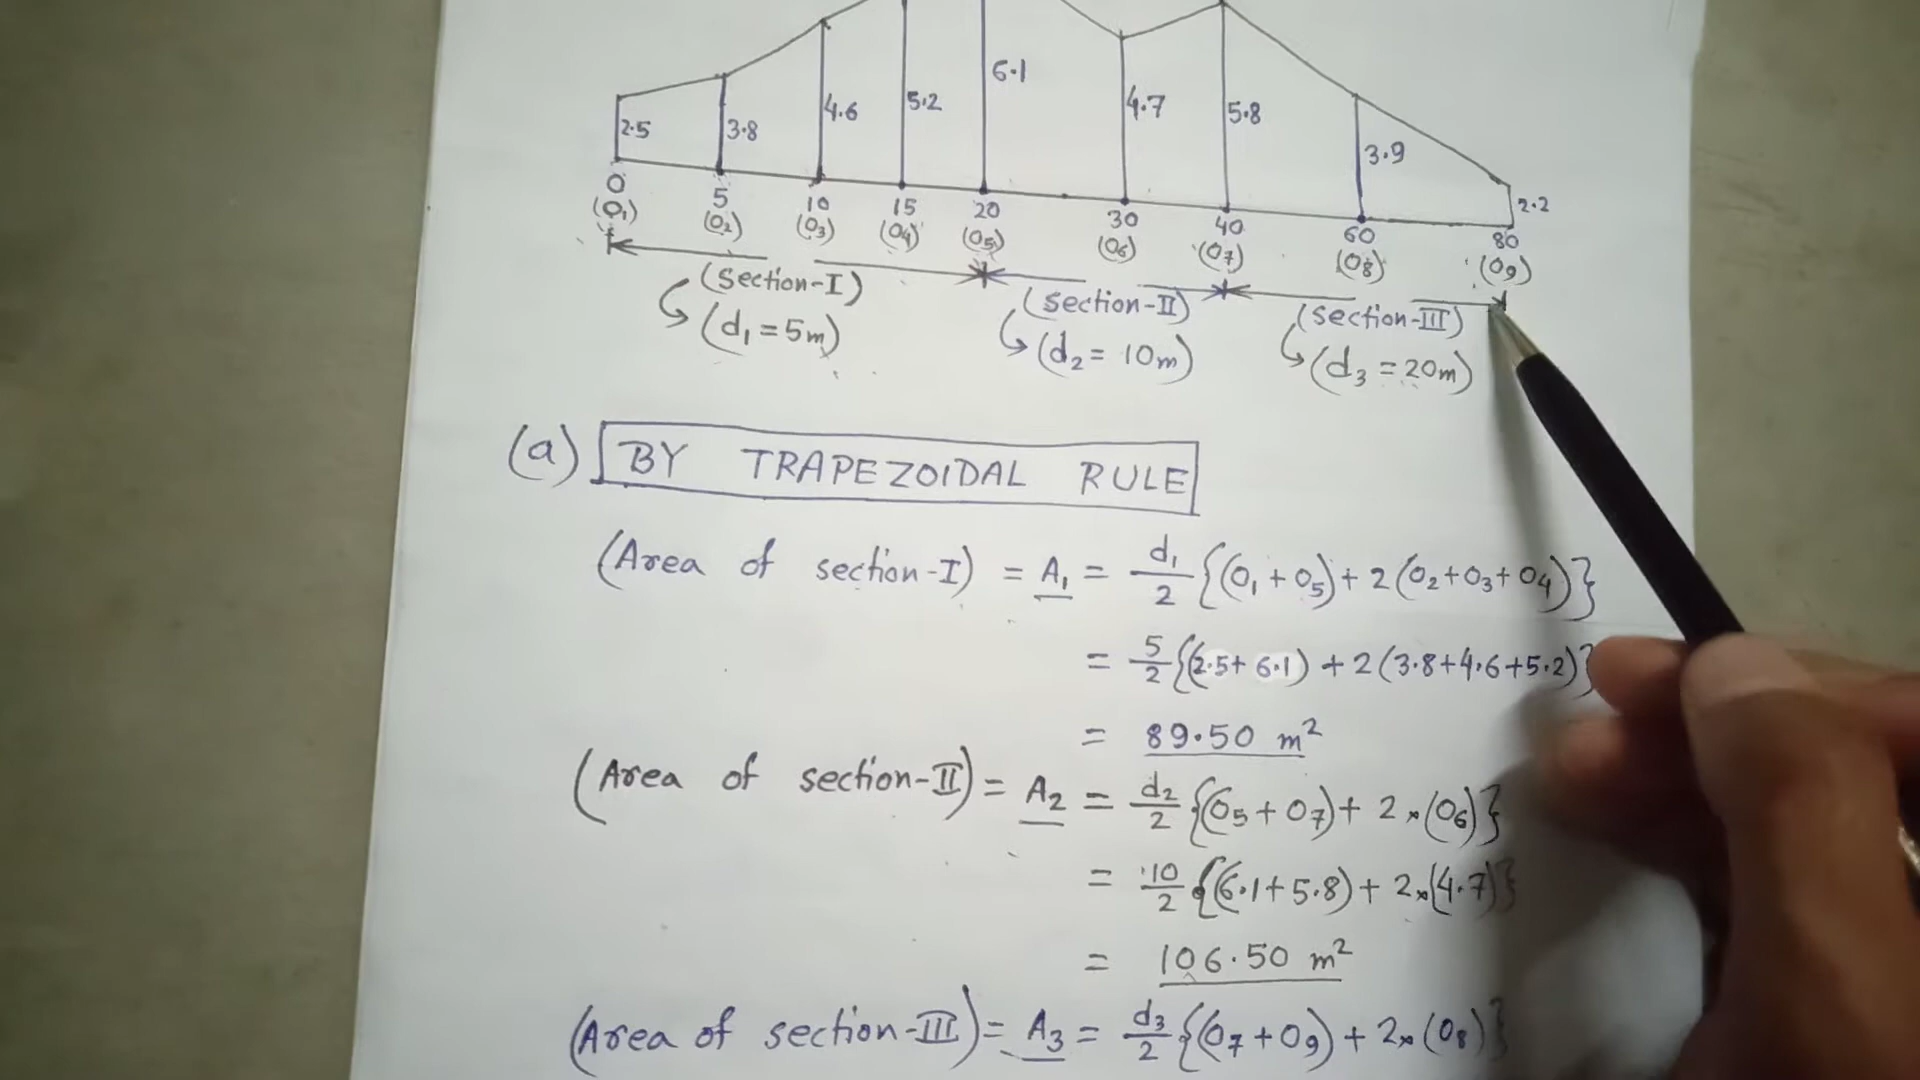 6.1
2.5 3.8 4.6 5.2 4.7 5.8 3.9 2.2
0 5 10 15 20 30 40 60 80
(O₁) (O₂) (O₃) (O₄) (O₅) (O₆) (O₇) (O₈) (O₉)
(Section-I) (Section-II) (Section-III)
(d₁ = 5m) (d₂ = 10m) (d₃ = 20m)
(a) BY TRAPEZOIDAL RULE
(Area of section-I) = A₁ = d₁/2 {(O₁ + O₅) + 2 (O₂+O₃+O₄)}
= 5/2 {(2.5+ 6.1) + 2 (3.8+4.6+5.2)}
= 89.50 m²
(Area of section-II) = A₂ = d₂/2 {(O₅ + O₇) + 2 × (O₆)}
= 10/2 {(6.1+5.8) + 2×(4.7)}
= 106.50 m²
(Area of section-III) = A₃ = d₃/2 {(O₇ + O₉) + 2× (O₈)}